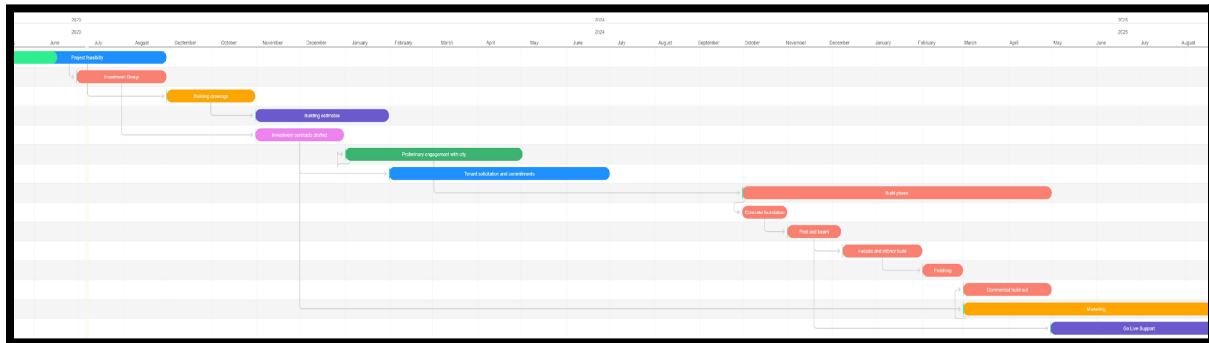 2023 2024 2025
2023 2024 2025
June July August September October November December January February March April May June July August September October November December January February March April May June July August
Project feasibility
Investment Group
Building drawings
Building estimates
Investment contracts drafted
Preliminary engagement with city
Tenant solicitation and commitments
Build phase
Concrete foundation
Post and beam
Facade and interior build
Finishing
Commercial build out
Marketing
Go Live Support